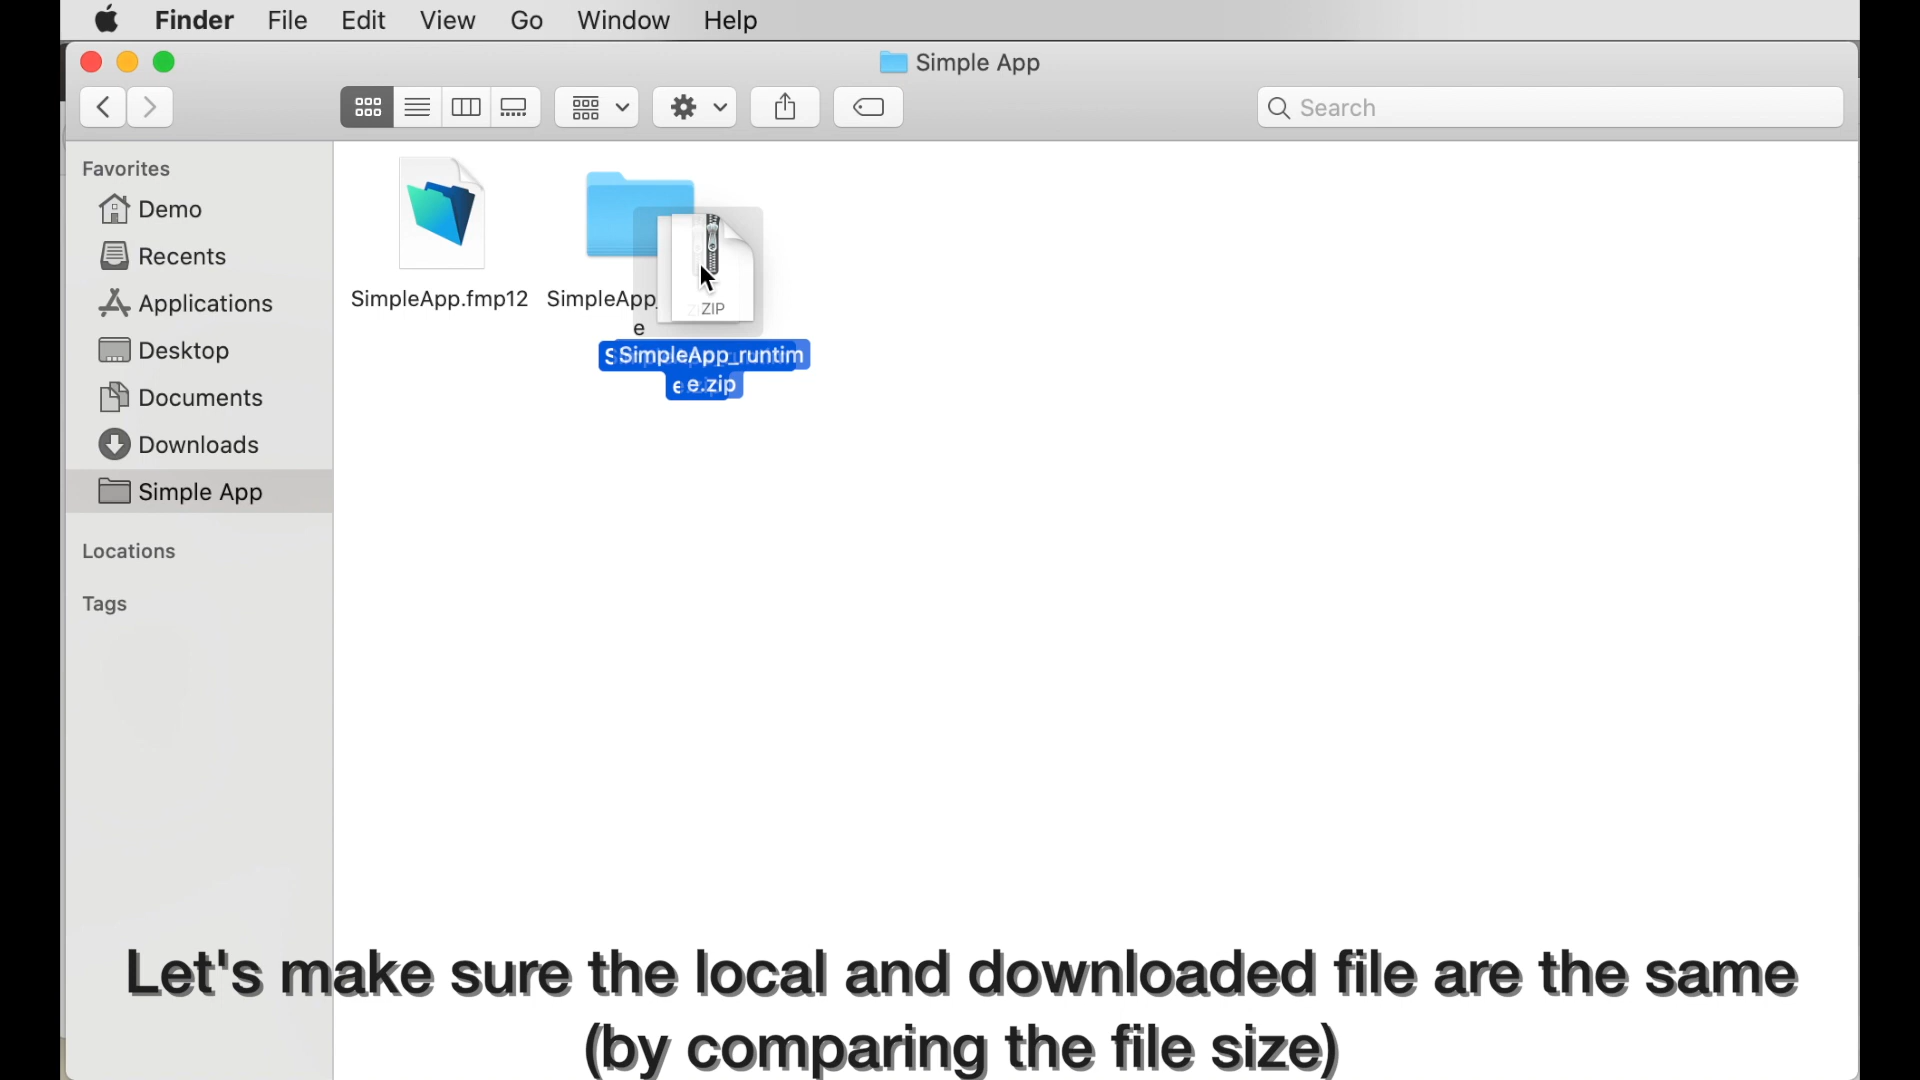 Finder File Edit View Go Window Help
Simple App
Search
Favorites
Demo
Recents
Applications
Desktop
Documents
Downloads
Simple App
Locations
Tags
SimpleApp.fmp12
SimpleApp_
e
ZIP
SimpleApp_runtim
e.zip
Let's make sure the local and downloaded file are the same
(by comparing the file size)